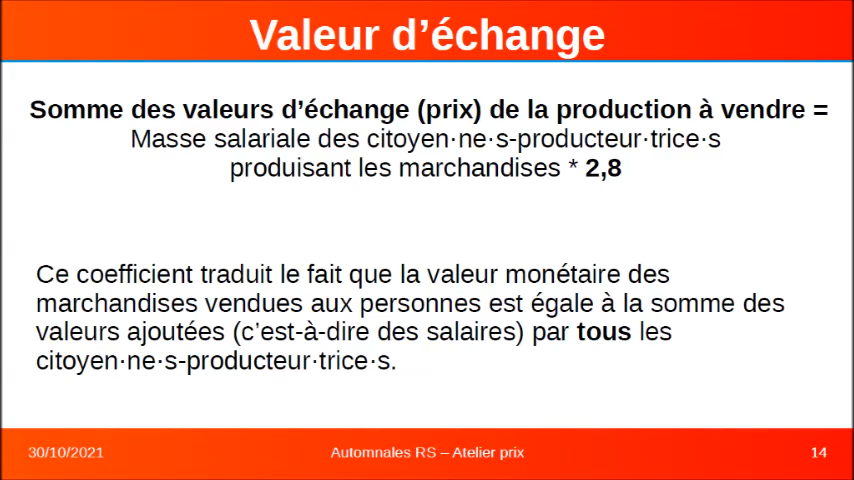 Valeur d’échange
Somme des valeurs d’échange (prix) de la production à vendre =
Masse salariale des citoyen·ne·s-producteur·trice·s
produisant les marchandises * 2,8
Ce coefficient traduit le fait que la valeur monétaire des
marchandises vendues aux personnes est égale à la somme des
valeurs ajoutées (c’est-à-dire des salaires) par tous les
citoyen·ne·s-producteur·trice·s.
30/10/2021
Automnales RS – Atelier prix
14